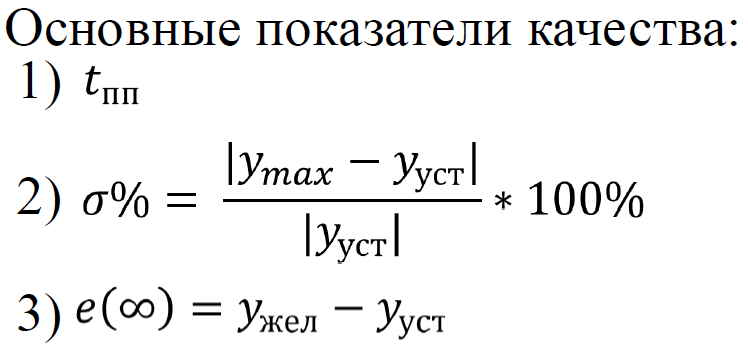 Основные показатели качества:
1) tпп
2) σ% = |ymax − yуст| / |yуст| * 100%
3) e(∞) = yжел − yуст